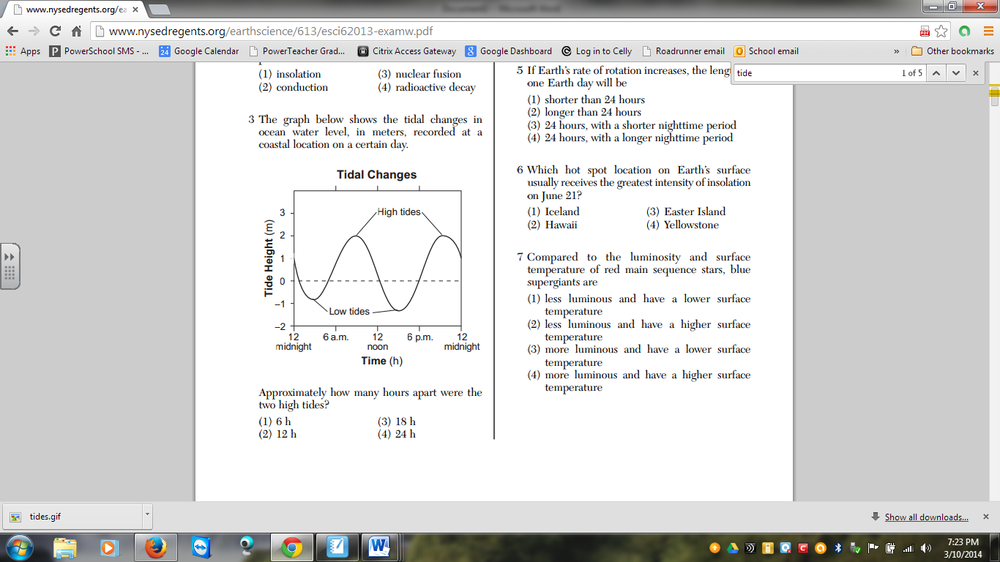 www.nysedregents.org/ea
www.nysedregents.org/earthscience/613/esci62013-examw.pdf
Apps
PowerSchool SMS - ...
24 Google Calendar
PowerTeacher Grad...
Citrix Access Gateway
8 Google Dashboard
Log in to Celly
Roadrunner email
School email
»
Other bookmarks
tide
1 of 5
(1) insolation
(2) conduction
(3) nuclear fusion
(4) radioactive decay
3 The graph below shows the tidal changes in
ocean water level, in meters, recorded at a
coastal location on a certain day.
Tidal Changes
Tide Height (m)
3
2
1
0
–1
–2
High tides
Low tides
12
midnight
6 a.m.
12
noon
6 p.m.
12
midnight
Time (h)
Approximately how many hours apart were the
two high tides?
(1) 6 h
(2) 12 h
(3) 18 h
(4) 24 h
5 If Earth's rate of rotation increases, the leng
one Earth day will be
(1) shorter than 24 hours
(2) longer than 24 hours
(3) 24 hours, with a shorter nighttime period
(4) 24 hours, with a longer nighttime period
6 Which hot spot location on Earth's surface
usually receives the greatest intensity of insolation
on June 21?
(1) Iceland
(2) Hawaii
(3) Easter Island
(4) Yellowstone
7 Compared to the luminosity and surface
temperature of red main sequence stars, blue
supergiants are
(1) less luminous and have a lower surface
temperature
(2) less luminous and have a higher surface
temperature
(3) more luminous and have a lower surface
temperature
(4) more luminous and have a higher surface
temperature
tides.gif
Show all downloads...
7:23 PM
3/10/2014